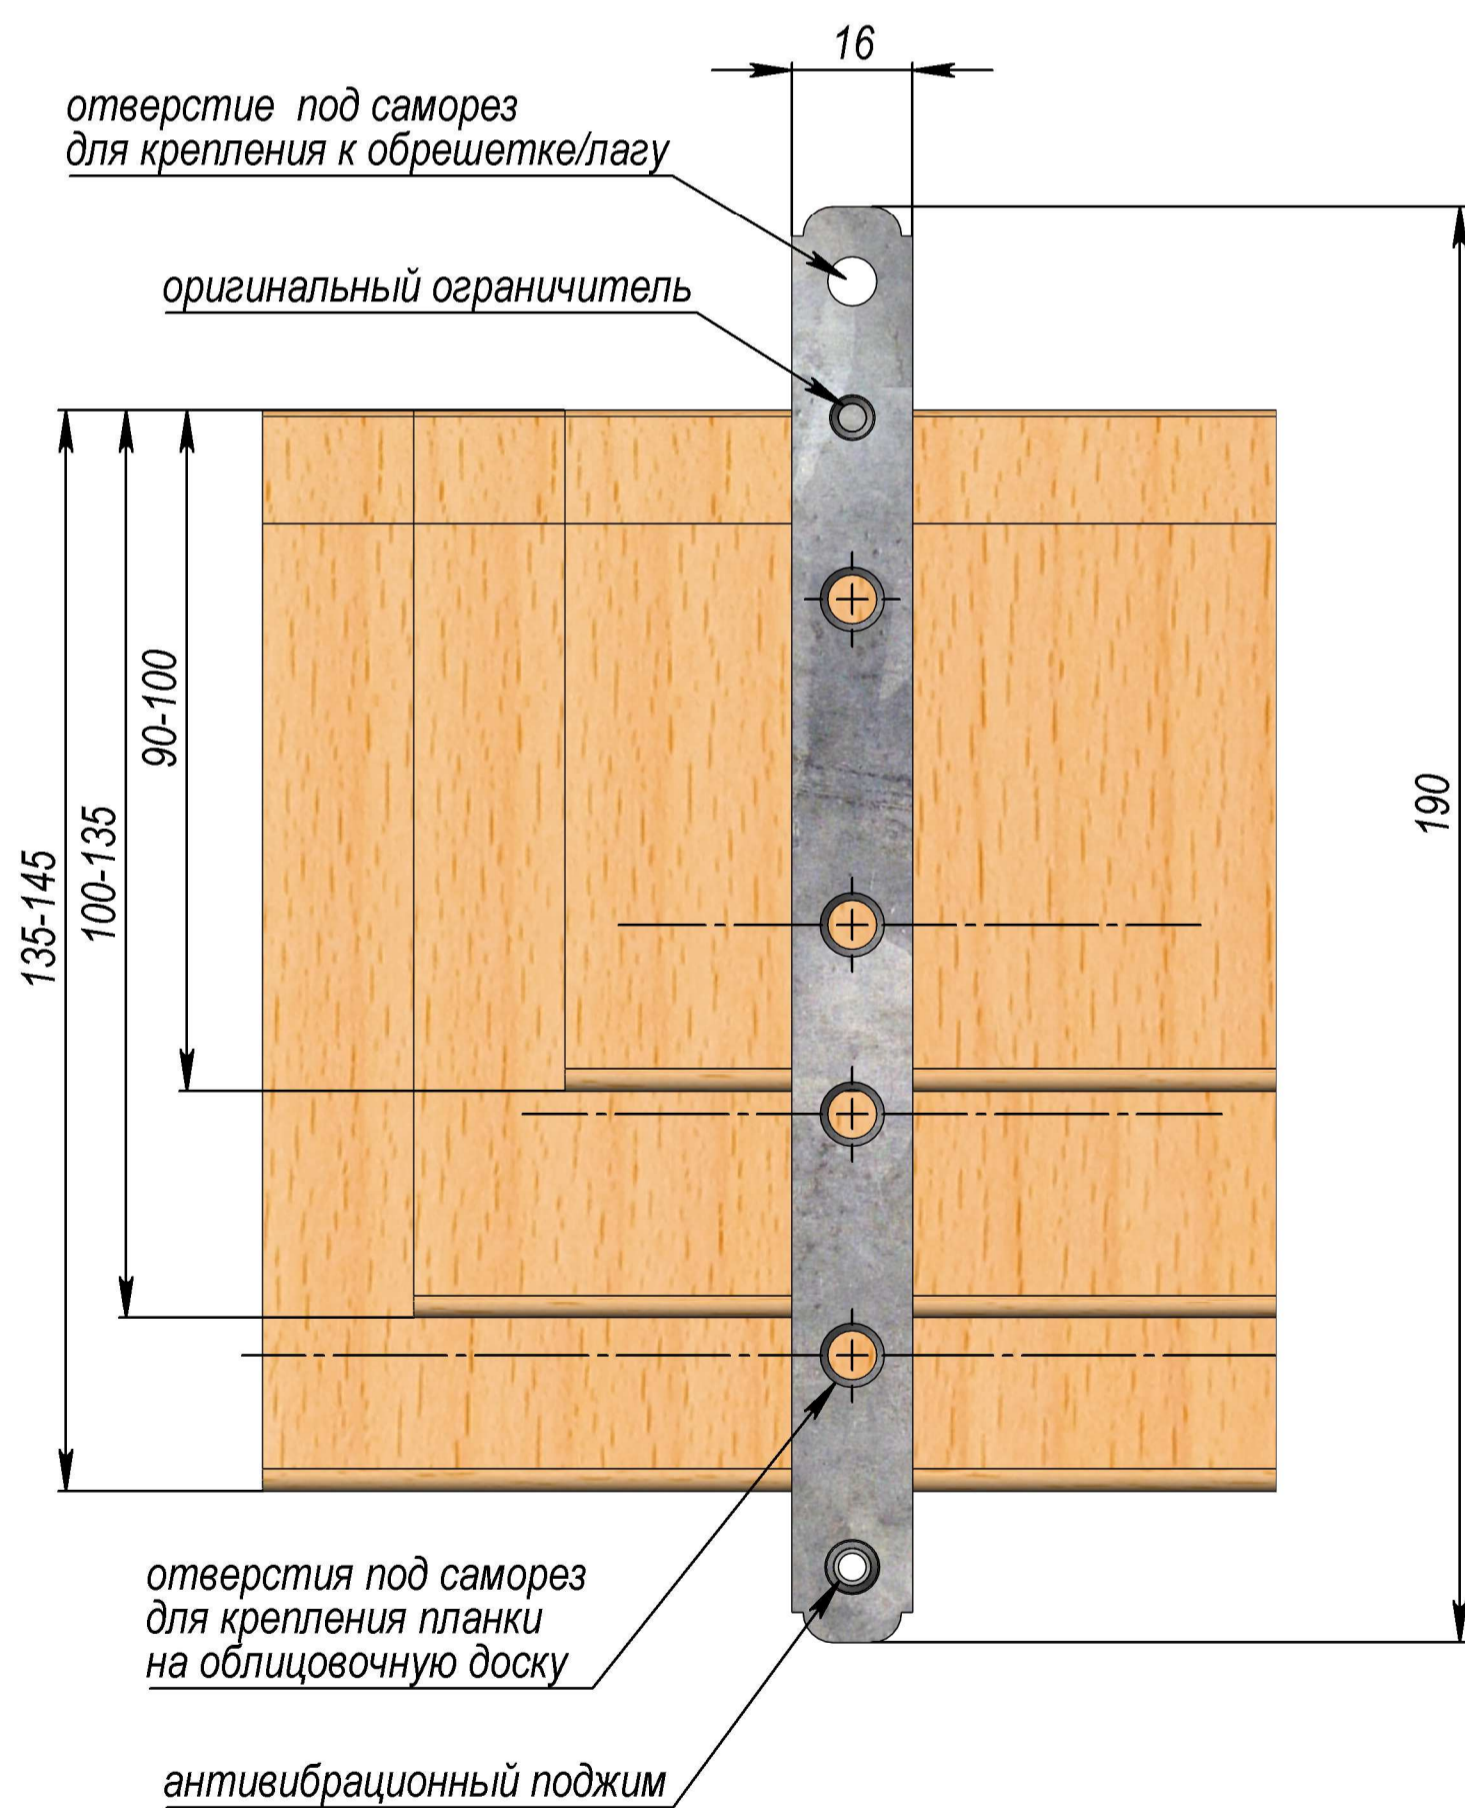 16
отверстие под саморез
для крепления к обрешетке/лагу
оригинальный ограничитель
90-100
100-135
135-145
190
отверстия под саморез
для крепления планки
на облицовочную доску
антивибрационный поджим